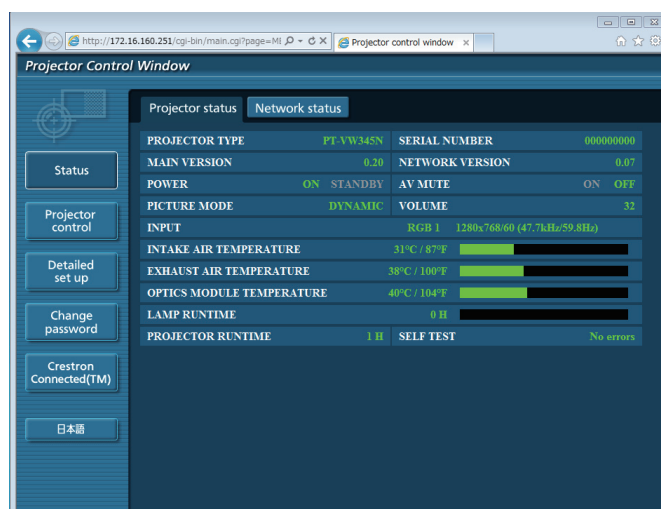 http://172.16.160.251/cgi-bin/main.cgi?page=MI
Projector control window
Projector Control Window
Projector status Network status
PROJECTOR TYPE PT-VW345N SERIAL NUMBER 000000000
MAIN VERSION 0.20 NETWORK VERSION 0.07
POWER ON STANDBY AV MUTE ON OFF
PICTURE MODE DYNAMIC VOLUME 32
INPUT RGB 1 1280x768/60 (47.7kHz/59.8Hz)
INTAKE AIR TEMPERATURE 31°C / 87°F
EXHAUST AIR TEMPERATURE 38°C / 100°F
OPTICS MODULE TEMPERATURE 40°C / 104°F
LAMP RUNTIME 0 H
PROJECTOR RUNTIME 1 H SELF TEST No errors
Status
Projector
control
Detailed
set up
Change
password
Crestron
Connected(TM)
日本語